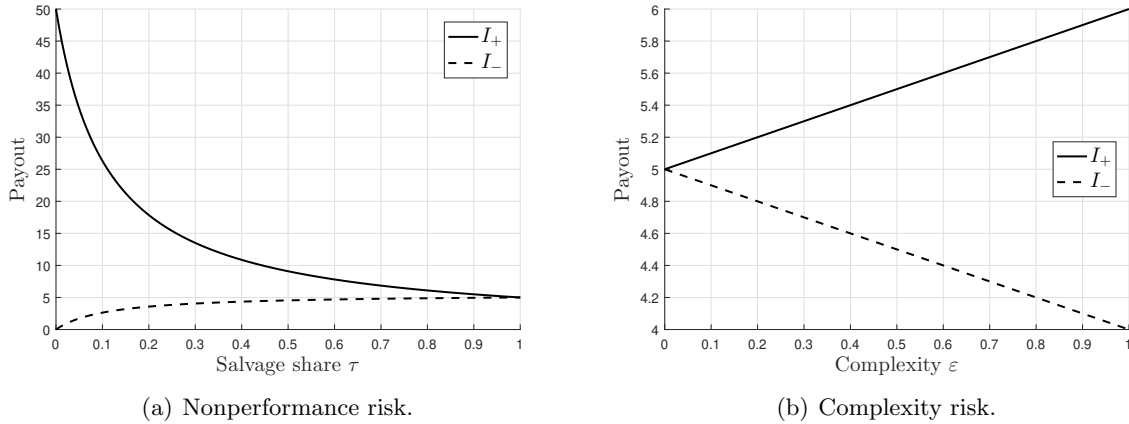 50
45
40
35
30
25
20
15
10
5
0
Payout
0 0.1 0.2 0.3 0.4 0.5 0.6 0.7 0.8 0.9 1
Salvage share τ
I₊
I₋
(a) Nonperformance risk.
6
5.8
5.6
5.4
5.2
5
4.8
4.6
4.4
4.2
4
Payout
0 0.1 0.2 0.3 0.4 0.5 0.6 0.7 0.8 0.9 1
Complexity ε
I₊
I₋
(b) Complexity risk.